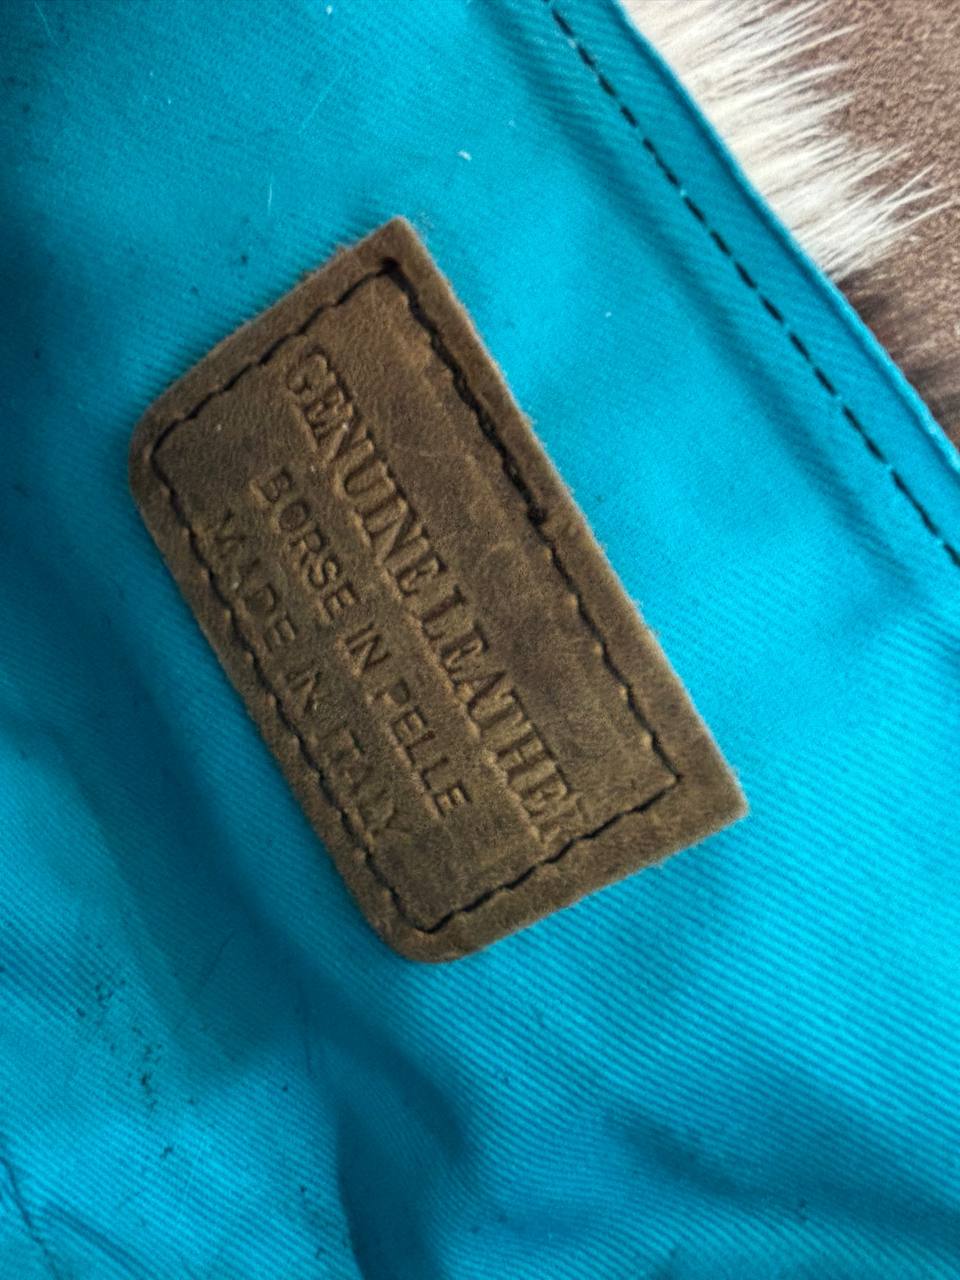 GENUINE LEATHER
BORSE IN PELLE
MADE IN ITALY